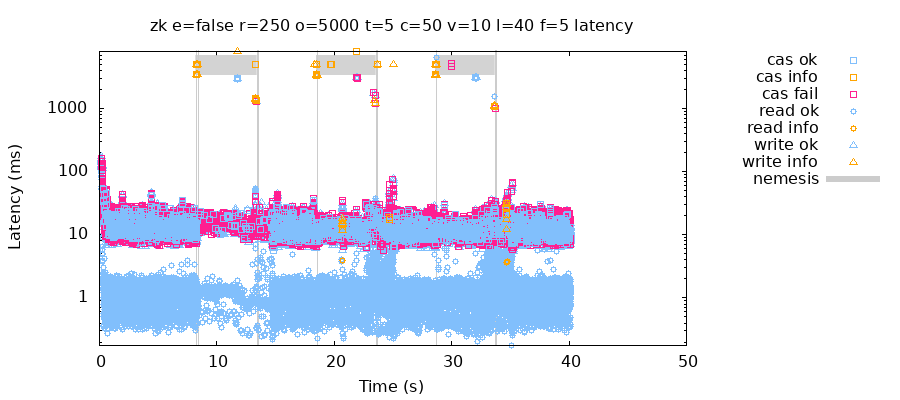 zk e=false r=250 o=5000 t=5 c=50 v=10 l=40 f=5 latency
Latency (ms)
1000
100
10
1
0
10
20
30
40
50
Time (s)
cas ok
cas info
cas fail
read ok
read info
write ok
write info
nemesis